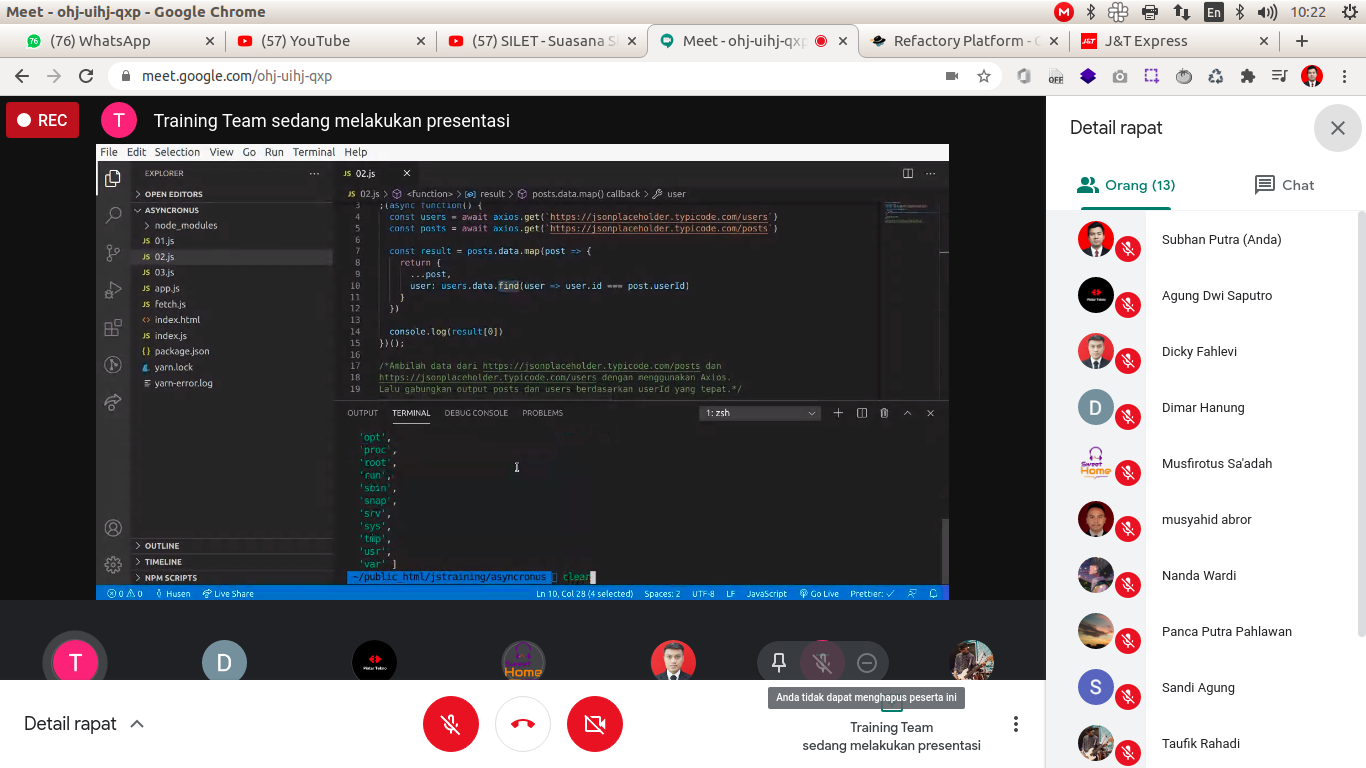 Meet - ohj-uihj-qxp - Google Chrome
En
10:22
(76) WhatsApp
(57) YouTube
(57) SILET - Suasana S
Meet - ohj-uihj-qxp
Refactory Platform -
J&T Express
meet.google.com/ohj-uihj-qxp
OFF
REC
T
Training Team sedang melakukan presentasi
File Edit Selection View Go Run Terminal Help
EXPLORER
02.js
OPEN EDITORS
02.js > <function> > result > posts.data.map() callback > user
ASYNCRONUS
node_modules
01.js
02.js
03.js
app.js
fetch.js
index.html
index.js
package.json
yarn.lock
yarn-error.log
OUTLINE
TIMELINE
NPM SCRIPTS
3 ;(async function() {
4 const users = await axios.get(`https://jsonplaceholder.typicode.com/users`)
5 const posts = await axios.get(`https://jsonplaceholder.typicode.com/posts`)
6
7 const result = posts.data.map(post => {
8 return {
9 ...post,
10 user: users.data.find(user => user.id === post.userId)
11 }
12 })
13
14 console.log(result[0])
15 })();
16
17 /*Ambilah data dari https://jsonplaceholder.typicode.com/posts dan
18 https://jsonplaceholder.typicode.com/users dengan menggunakan Axios.
19 Lalu gabungkan output posts dan users berdasarkan userId yang tepat.*/
OUTPUT TERMINAL DEBUG CONSOLE PROBLEMS
1: zsh
'opt',
'proc',
'root',
'run',
'sbin',
'snap',
'srv',
'sys',
'tmp',
'usr',
'var' ]
~/public_html/jstraining/asyncronus clear
0 0 Husen Live Share
Ln 10, Col 28 (4 selected) Spaces: 2 UTF-8 LF JavaScript Go Live Prettier: ✓
T
D
Sweet Home
Anda tidak dapat menghapus peserta ini
Detail rapat
Training Team
sedang melakukan presentasi
Detail rapat
Orang (13)
Chat
Subhan Putra (Anda)
Agung Dwi Saputro
Dicky Fahlevi
D
Dimar Hanung
Sweet Home
Musfirotus Sa'adah
musyahid abror
Nanda Wardi
Panca Putra Pahlawan
S
Sandi Agung
Taufik Rahadi